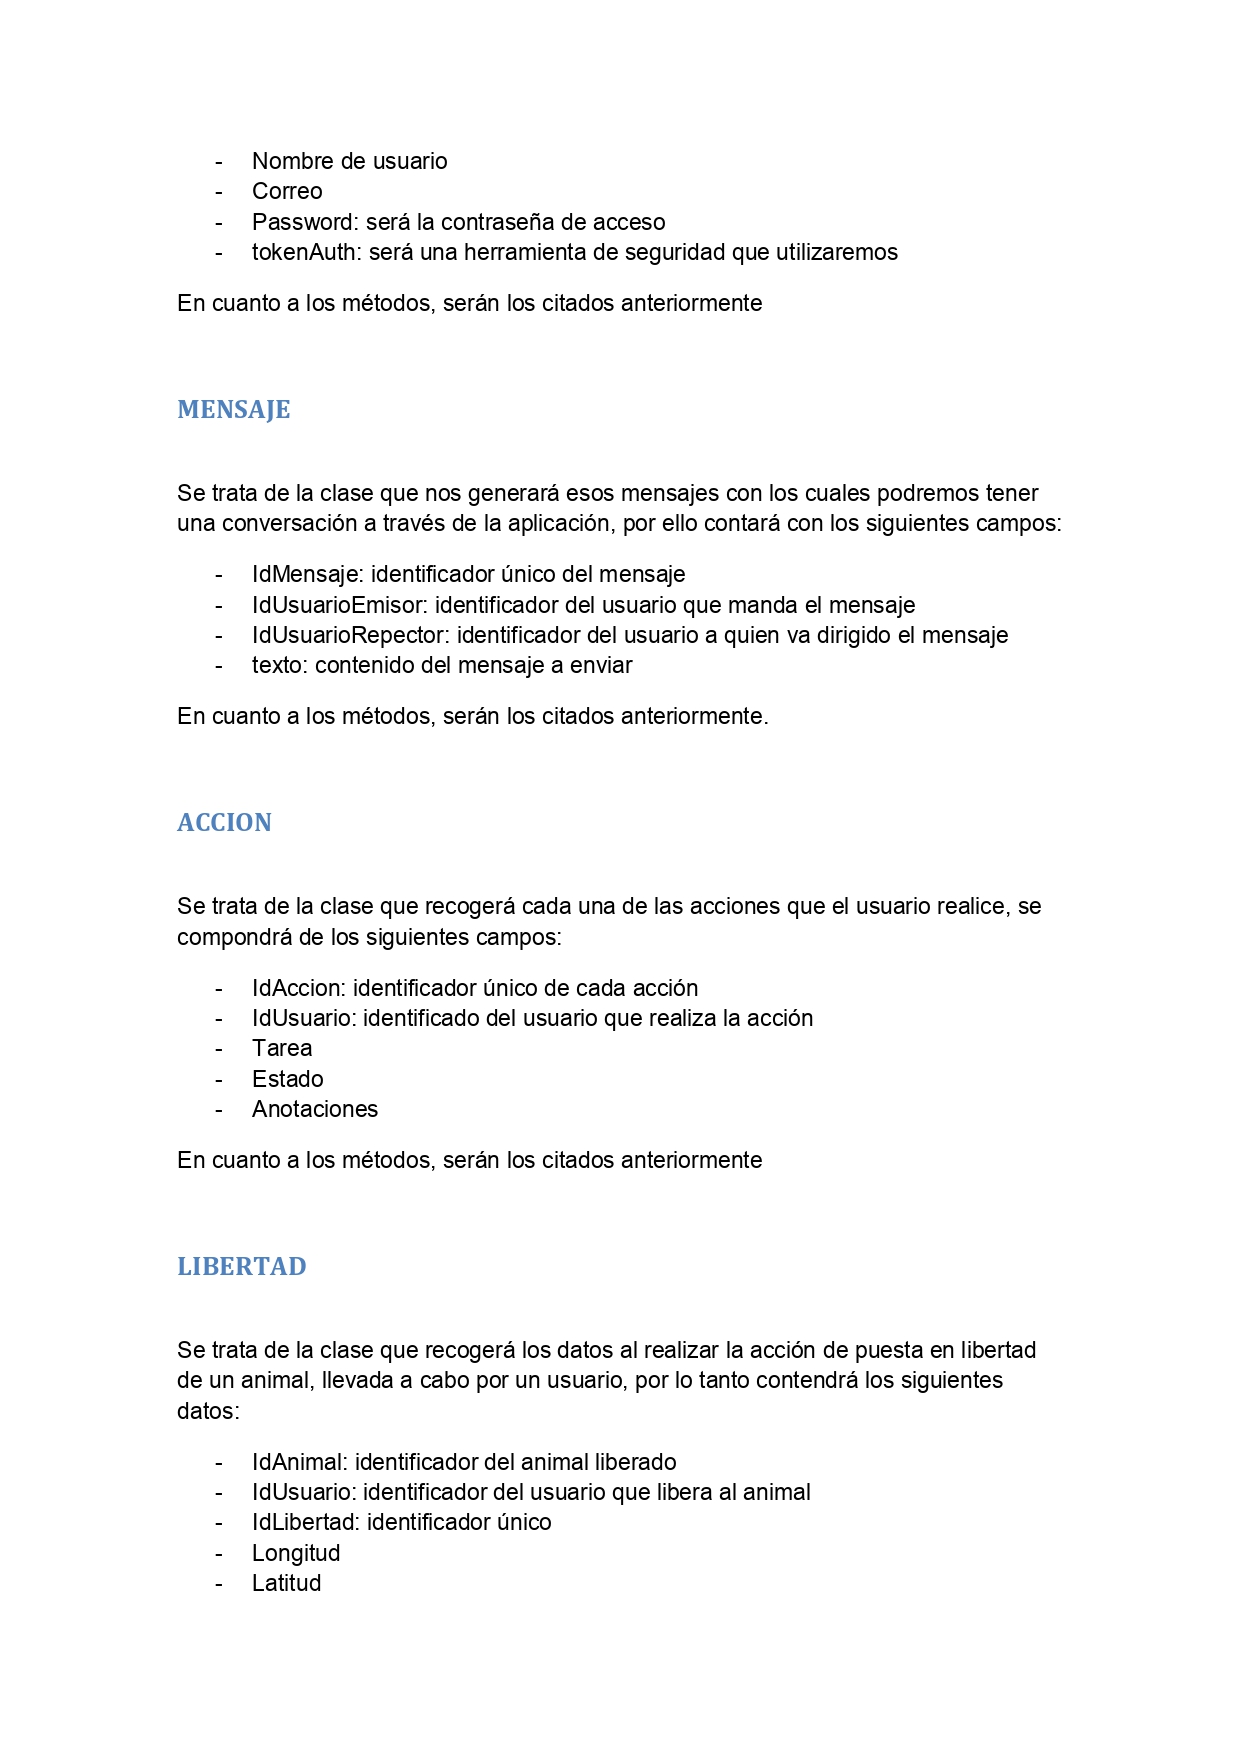 - Nombre de usuario
- Correo
- Password: será la contraseña de acceso
- tokenAuth: será una herramienta de seguridad que utilizaremos
En cuanto a los métodos, serán los citados anteriormente
MENSAJE
Se trata de la clase que nos generará esos mensajes con los cuales podremos tener
una conversación a través de la aplicación, por ello contará con los siguientes campos:
- IdMensaje: identificador único del mensaje
- IdUsuarioEmisor: identificador del usuario que manda el mensaje
- IdUsuarioRepector: identificador del usuario a quien va dirigido el mensaje
- texto: contenido del mensaje a enviar
En cuanto a los métodos, serán los citados anteriormente.
ACCION
Se trata de la clase que recogerá cada una de las acciones que el usuario realice, se
compondrá de los siguientes campos:
- IdAccion: identificador único de cada acción
- IdUsuario: identificado del usuario que realiza la acción
- Tarea
- Estado
- Anotaciones
En cuanto a los métodos, serán los citados anteriormente
LIBERTAD
Se trata de la clase que recogerá los datos al realizar la acción de puesta en libertad
de un animal, llevada a cabo por un usuario, por lo tanto contendrá los siguientes
datos:
- IdAnimal: identificador del animal liberado
- IdUsuario: identificador del usuario que libera al animal
- IdLibertad: identificador único
- Longitud
- Latitud